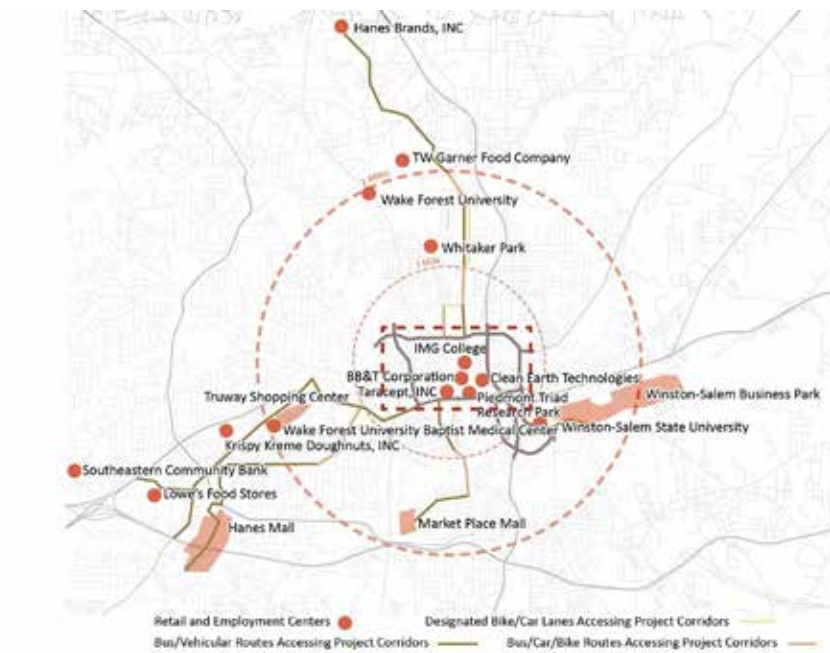 Hanes Brands, INC
TW Garner Food Company
Wake Forest University
Whitaker Park
IMG College
BB&T Corporation
Clean Earth Technologies
Taracept, INC
Piedmont Triad
Research Park
Winston-Salem Business Park
Truway Shopping Center
Wake Forest University Baptist Medical Center
Winston-Salem State University
Krispy Kreme Doughnuts, INC
Southeastern Community Bank
Lowe's Food Stores
Hanes Mall
Market Place Mall
Retail and Employment Centers
Designated Bike/Car Lanes Accessing Project Corridors
Bus/Vehicular Routes Accessing Project Corridors
Bus/Car/Bike Routes Accessing Project Corridors